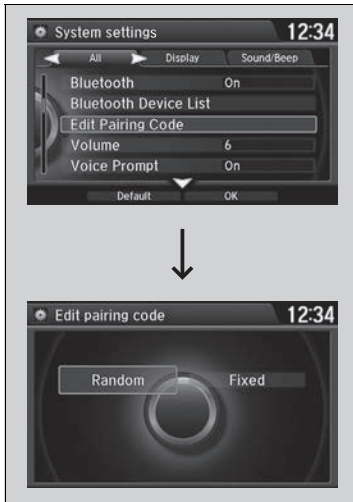 System settings 12:34
All Display Sound/Beep
Bluetooth On
Bluetooth Device List
Edit Pairing Code
Volume 6
Voice Prompt On
Default OK
Edit pairing code 12:34
Random Fixed